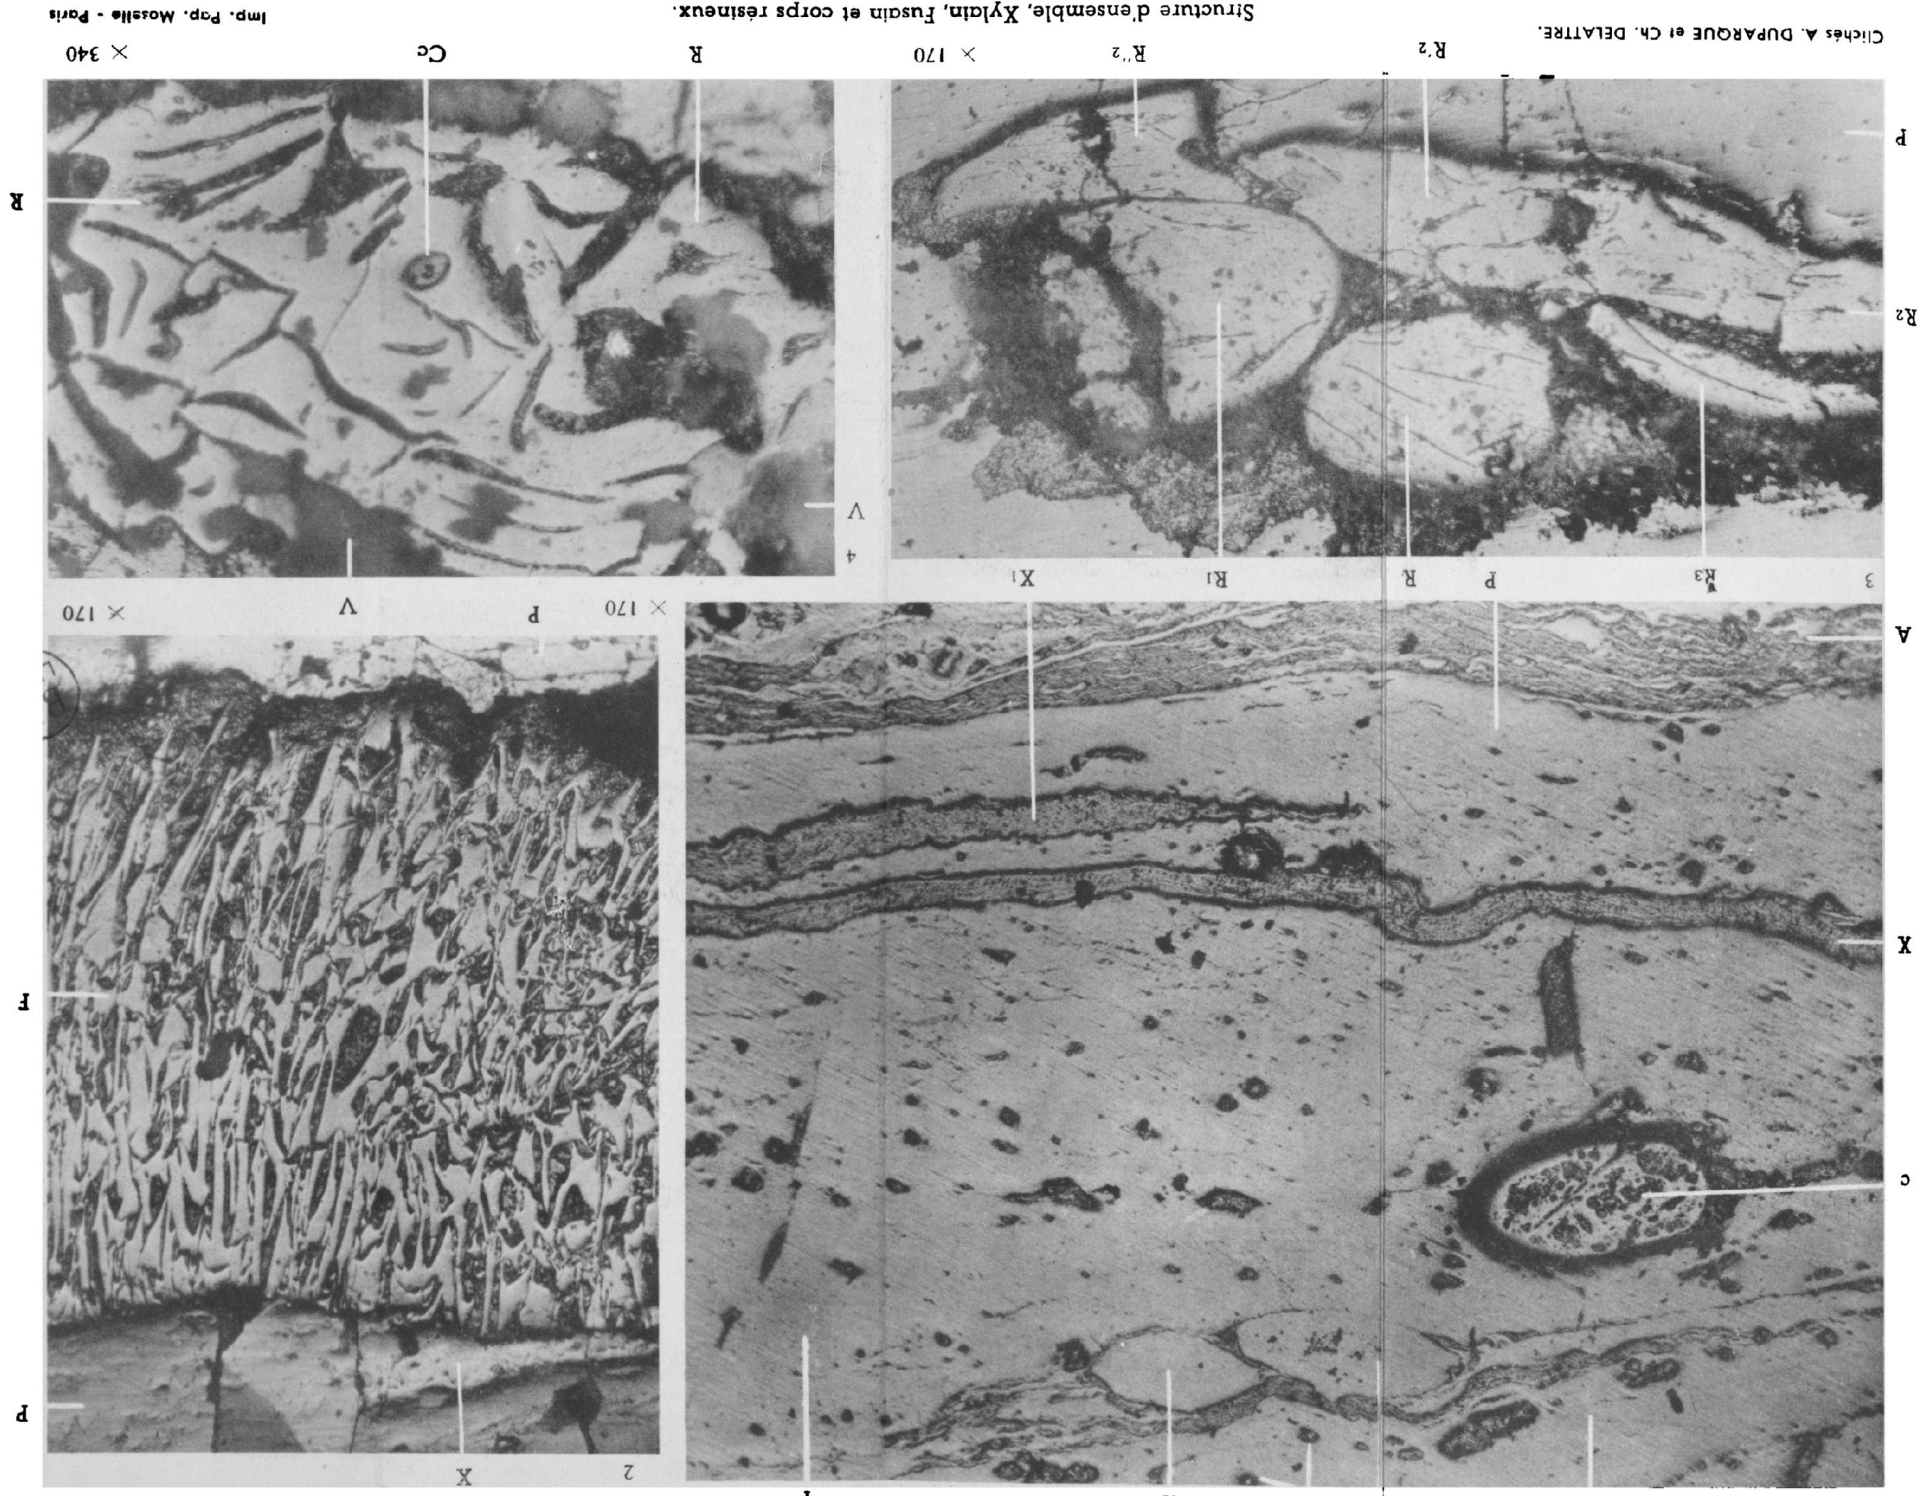 2 X
P
c
F
X
A
× 170 P V × 170
3 R3 P R R1 X1
4
V
R2
R
P
R'2 R''2 × 170 R Cc × 340
Clichés A. DUPARQUE et Ch. DELATTRE.
Structure d'ensemble, Xylain, Fusain et corps résineux.
Imp. Pap. Moselle - Paris